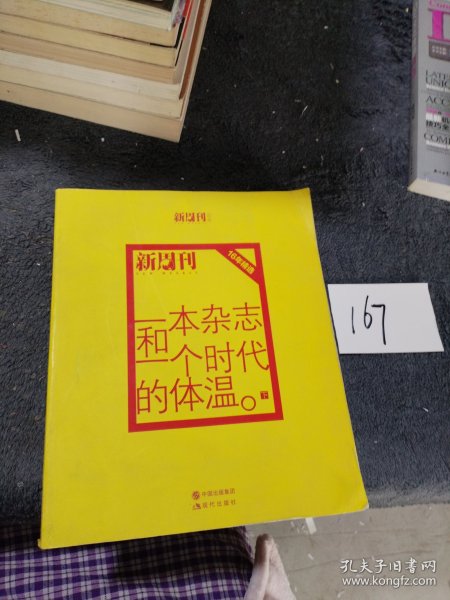 新周刊
新周刊
NEW WEEKLY
16年精选
一本杂志
和
一个时代
的体温。
下
中国出版集团
现代出版社
167
孔夫子旧书网
www.kongfz.com